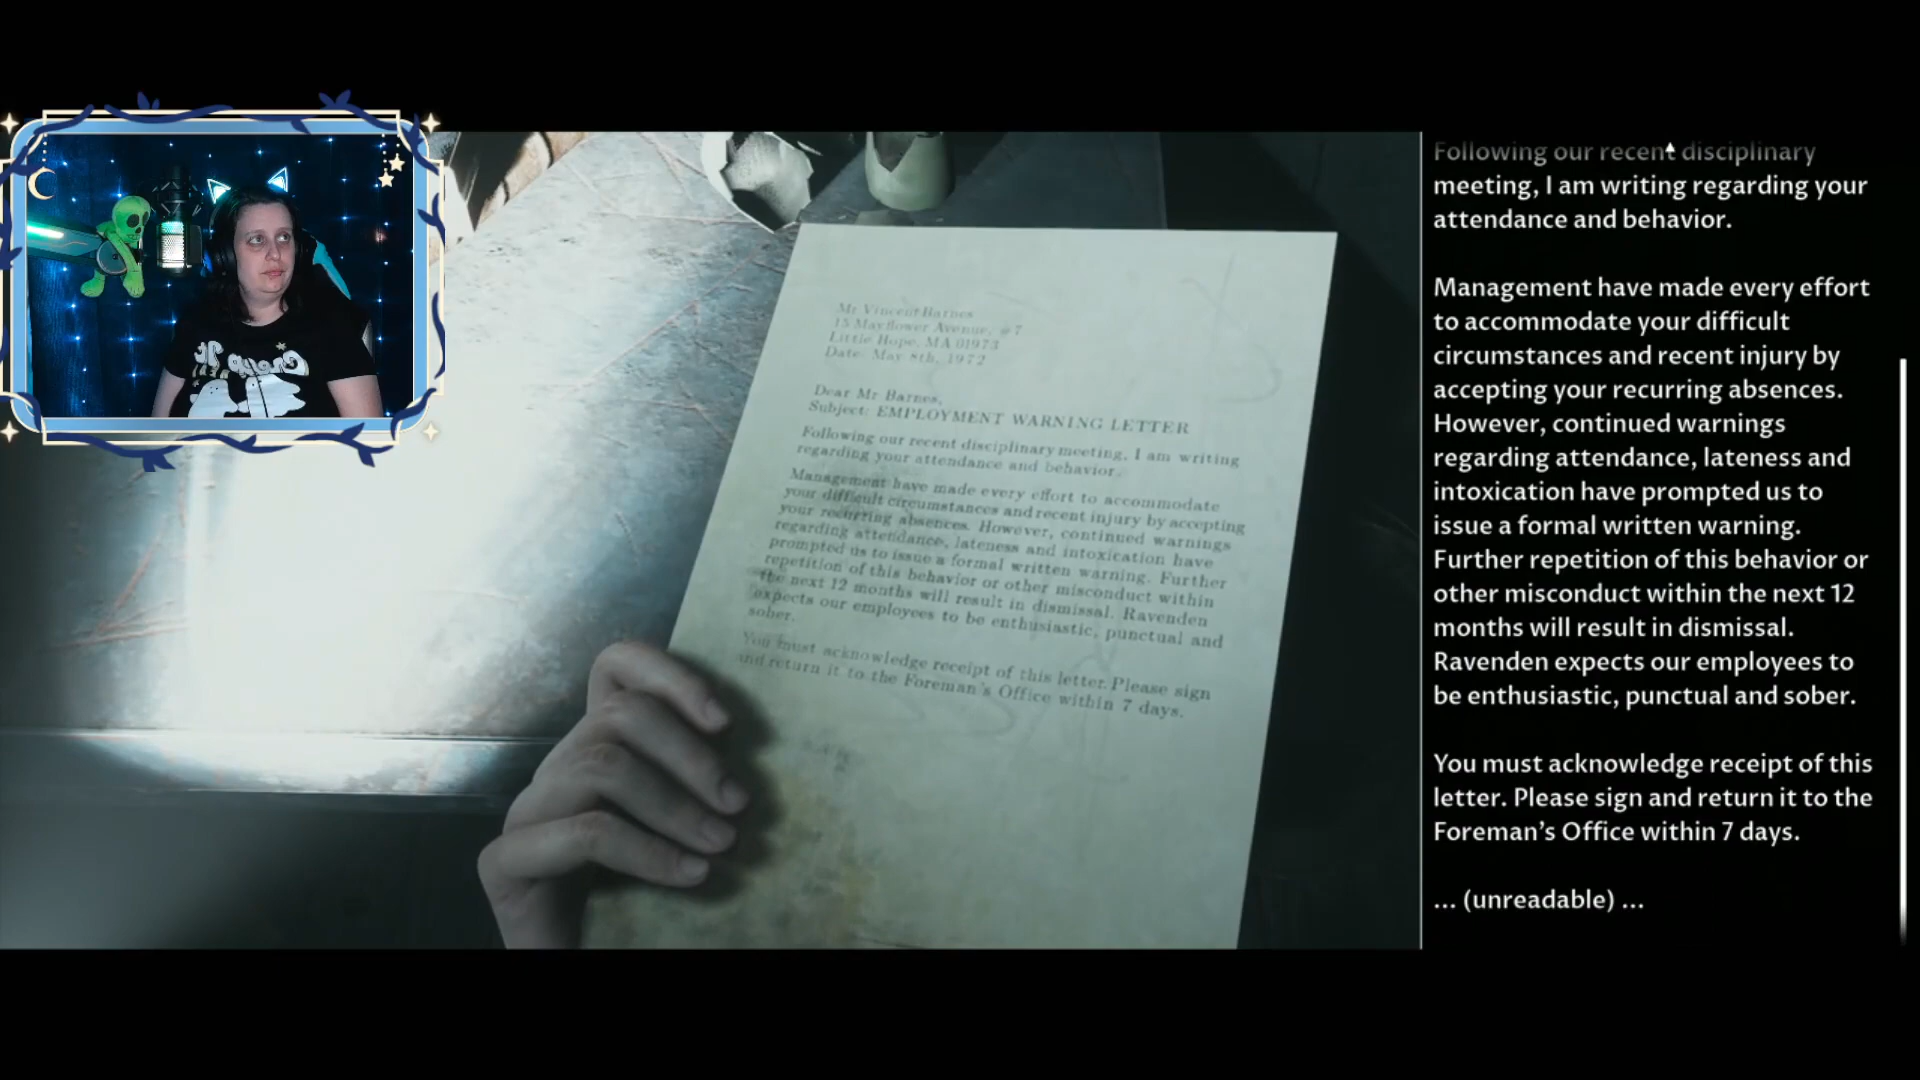 Mr Vincent Barnes
15 Mayflower Avenue, #7
Little Hope, MA 01973
Date: May 8th, 1972
Dear Mr Barnes,
Subject: EMPLOYMENT WARNING LETTER
Following our recent disciplinary meeting, I am writing
regarding your attendance and behavior.
Management have made every effort to accommodate
your difficult circumstances and recent injury by accepting
your recurring absences. However, continued warnings
regarding attendance, lateness and intoxication have
prompted us to issue a formal written warning. Further
repetition of this behavior or other misconduct within
the next 12 months will result in dismissal. Ravenden
expects our employees to be enthusiastic, punctual and
sober.
You must acknowledge receipt of this letter. Please sign
and return it to the Foreman's Office within 7 days.
Following our recent disciplinary
meeting, I am writing regarding your
attendance and behavior.
Management have made every effort
to accommodate your difficult
circumstances and recent injury by
accepting your recurring absences.
However, continued warnings
regarding attendance, lateness and
intoxication have prompted us to
issue a formal written warning.
Further repetition of this behavior or
other misconduct within the next 12
months will result in dismissal.
Ravenden expects our employees to
be enthusiastic, punctual and sober.
You must acknowledge receipt of this
letter. Please sign and return it to the
Foreman's Office within 7 days.
... (unreadable) ...